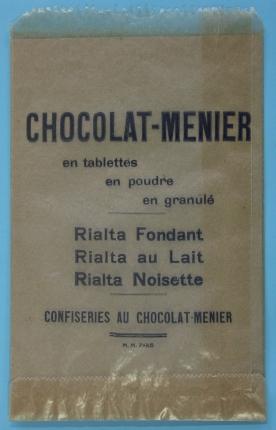 CHOCOLAT-MENIER
en tablettes
en poudre
en granulé
Rialta Fondant
Rialta au Lait
Rialta Noisette
CONFISERIES AU CHOCOLAT-MENIER
M. M. PARIS